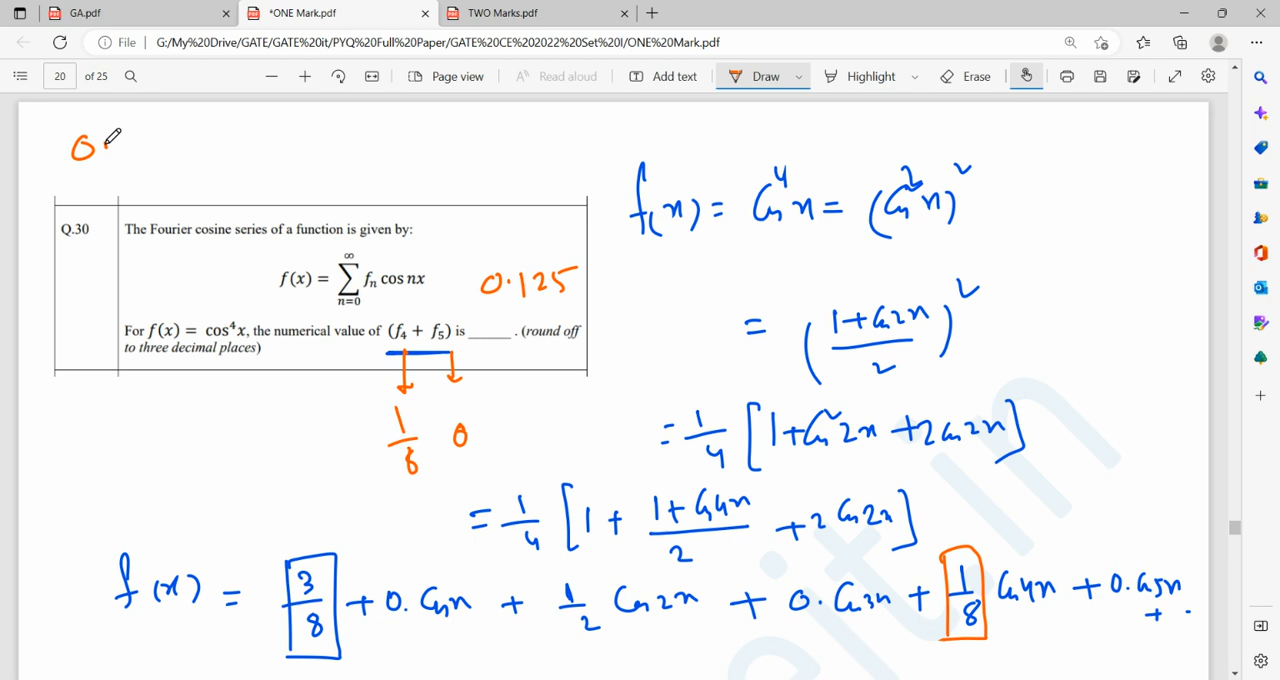 GA.pdf
*ONE Mark.pdf
TWO Marks.pdf
File
G:/My%20Drive/GATE/GATE%20it/PYQ%20Full%20Paper/GATE%20CE%202022%20Set%20I/ONE%20Mark.pdf
20 of 25
Page view
Read aloud
Add text
Draw
Highlight
Erase
0.
Q.30
The Fourier cosine series of a function is given by:
f(x) = ∑_{n=0}^{∞} fₙ cos nx
0.125
For f(x) = cos⁴x, the numerical value of (f₄ + f₅) is ______ . (round off
to three decimal places)
1/8 0
f(x) = Cos⁴x = (Cos²x)²
= ((1+Cos2x)/2)²
= 1/4 [1+Cos²2x+2Cos2x]
= 1/4 [1 + (1+Cos4x)/2 + 2Cos2x]
f(x) = 3/8 + 0.Cosx + 1/2 Cos2x + 0.Cos3x + 1/8 Cos4x + 0.Cos5x
+ .